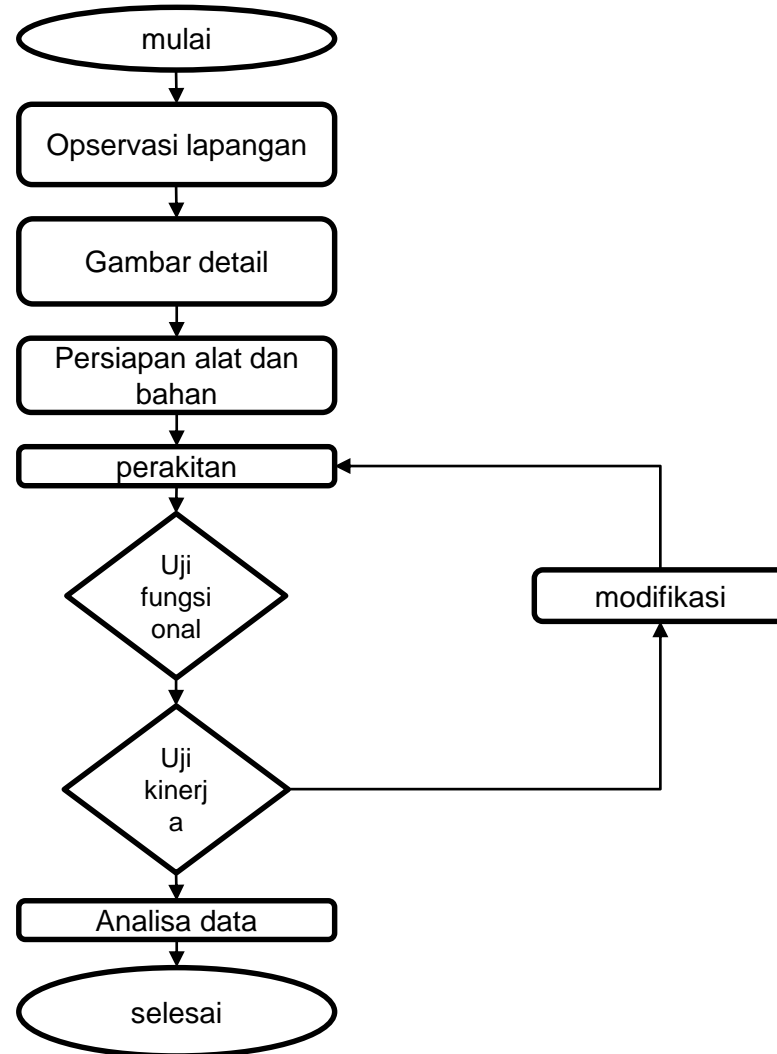 mulai
Opservasi lapangan
Gambar detail
Persiapan alat dan
bahan
perakitan
Uji
fungsi
onal
modifikasi
Uji
kinerj
a
Analisa data
selesai